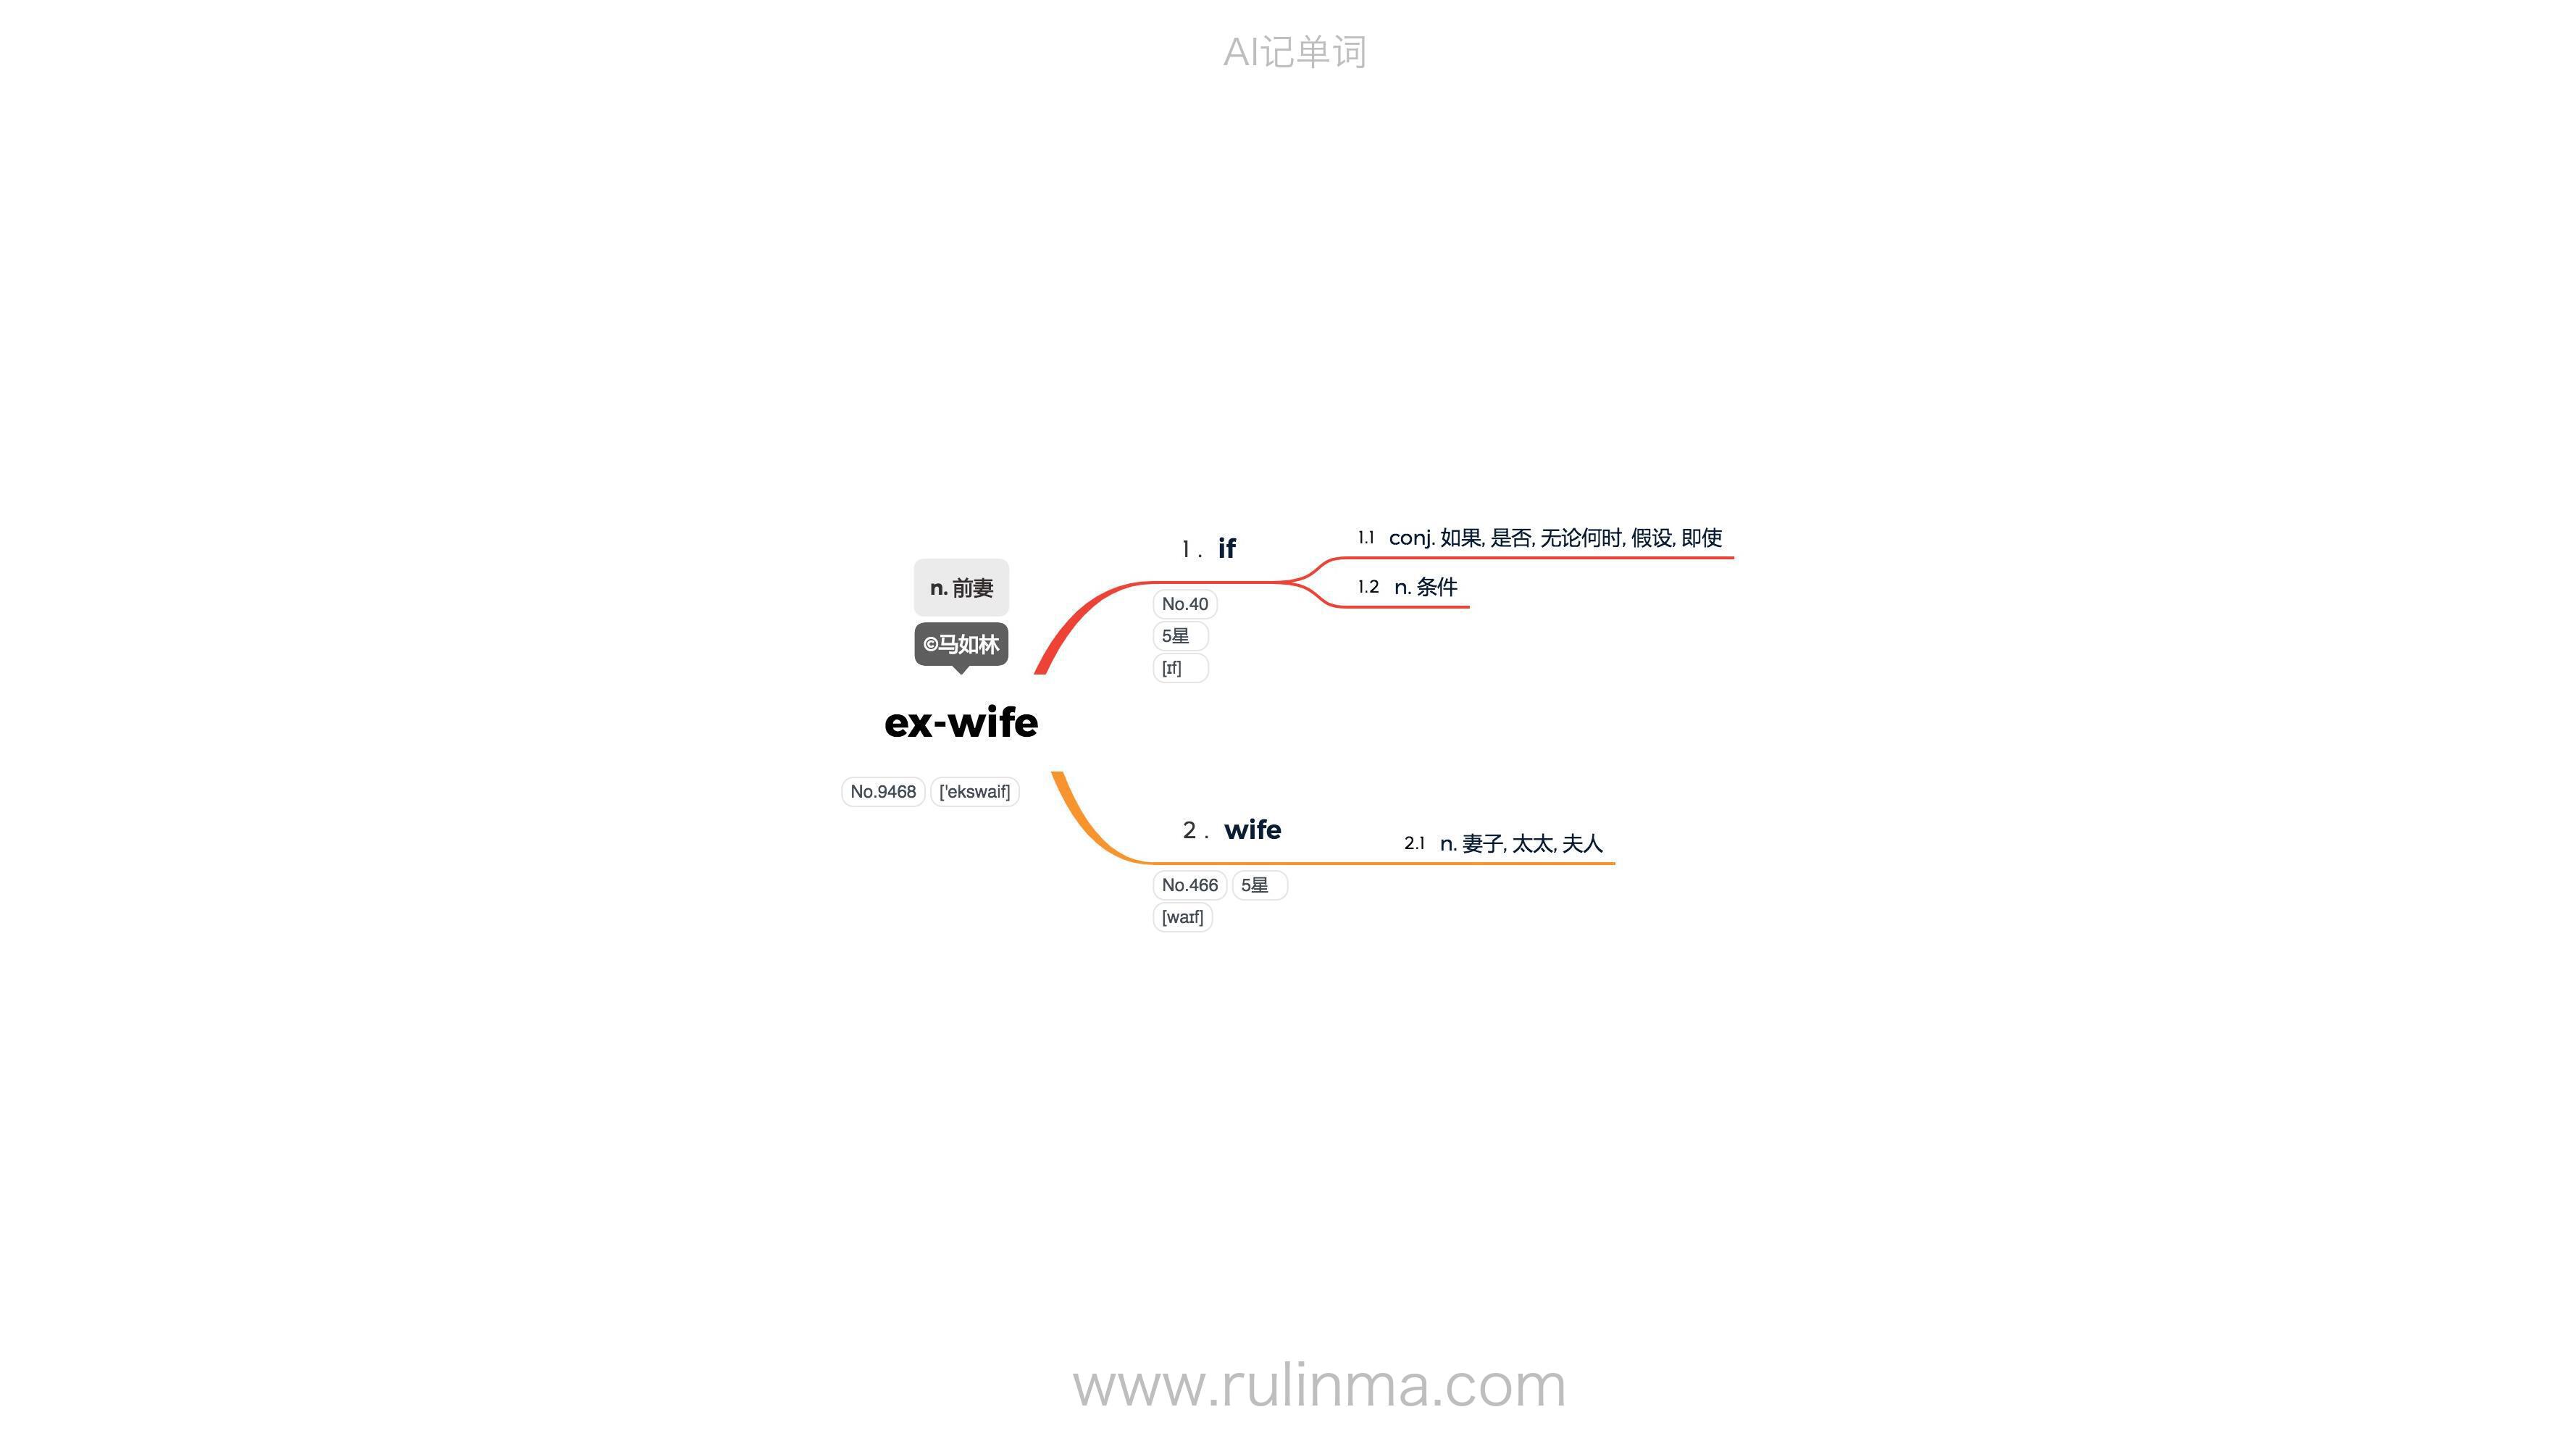 AI记单词
n. 前妻
©马如林
ex-wife
No.9468 ['ekswaif]
1. if
No.40
5星
[ɪf]
1.1 conj. 如果, 是否, 无论何时, 假设, 即使
1.2 n. 条件
2. wife
No.466 5星
[waɪf]
2.1 n. 妻子, 太太, 夫人
www.rulinma.com